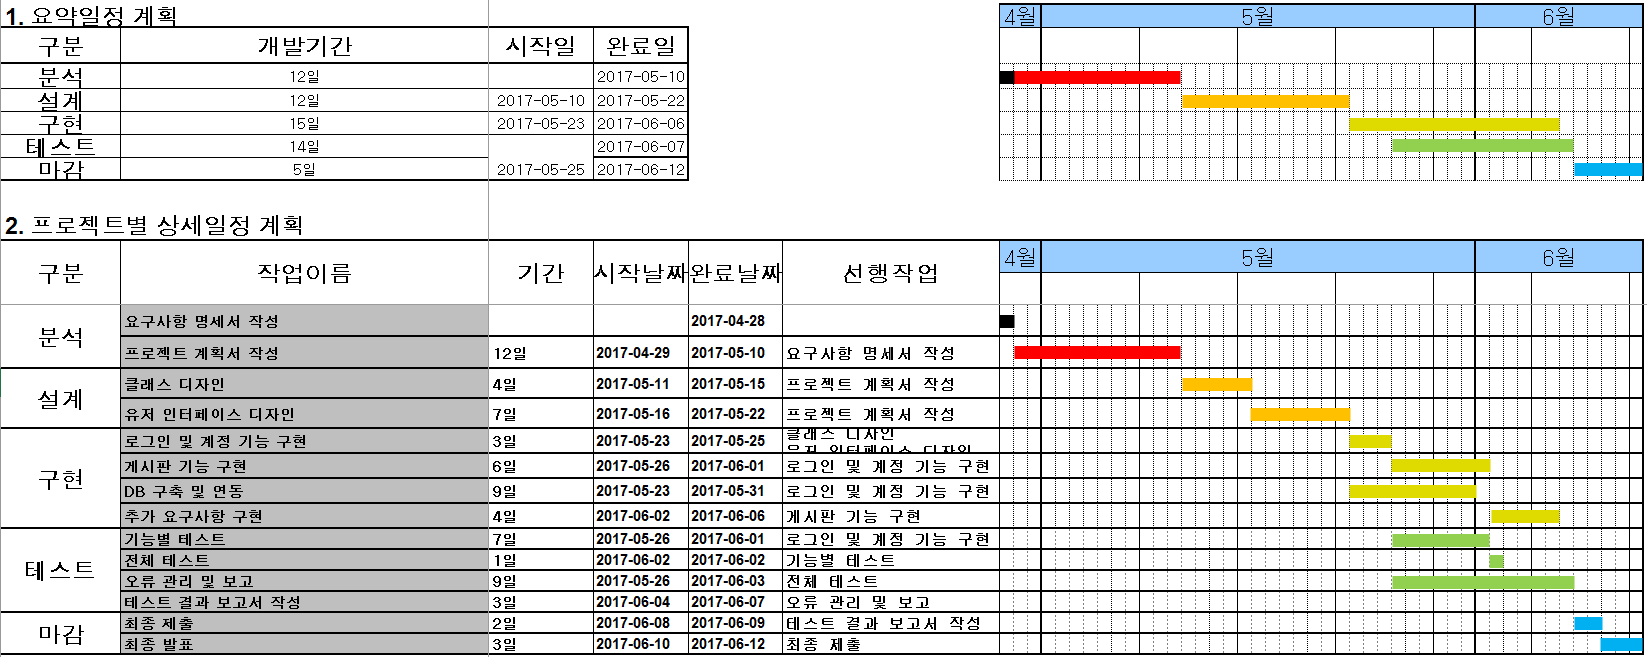 1. 요약일정 계획
4월 5월 6월
구분 개발기간 시작일 완료일
분석 12일 2017-05-10
설계 12일 2017-05-10 2017-05-22
구현 15일 2017-05-23 2017-06-06
테스트 14일 2017-06-07
마감 5일 2017-05-25 2017-06-12
2. 프로젝트별 상세일정 계획
구분 작업이름 기간 시작날짜 완료날짜 선행작업 4월 5월 6월
분석
요구사항 명세서 작성 2017-04-28
프로젝트 계획서 작성 12일 2017-04-29 2017-05-10 요구사항 명세서 작성
설계
클래스 디자인 4일 2017-05-11 2017-05-15 프로젝트 계획서 작성
유저 인터페이스 디자인 7일 2017-05-16 2017-05-22 프로젝트 계획서 작성
구현
로그인 및 계정 기능 구현 3일 2017-05-23 2017-05-25 클래스 디자인
유저 인터페이스 디자인
게시판 기능 구현 6일 2017-05-26 2017-06-01 로그인 및 계정 기능 구현
DB 구축 및 연동 9일 2017-05-23 2017-05-31 로그인 및 계정 기능 구현
추가 요구사항 구현 4일 2017-06-02 2017-06-06 게시판 기능 구현
테스트
기능별 테스트 7일 2017-05-26 2017-06-01 로그인 및 계정 기능 구현
전체 테스트 1일 2017-06-02 2017-06-02 기능별 테스트
오류 관리 및 보고 9일 2017-05-26 2017-06-03 전체 테스트
테스트 결과 보고서 작성 3일 2017-06-04 2017-06-07 오류 관리 및 보고
마감
최종 제출 2일 2017-06-08 2017-06-09 테스트 결과 보고서 작성
최종 발표 3일 2017-06-10 2017-06-12 최종 제출